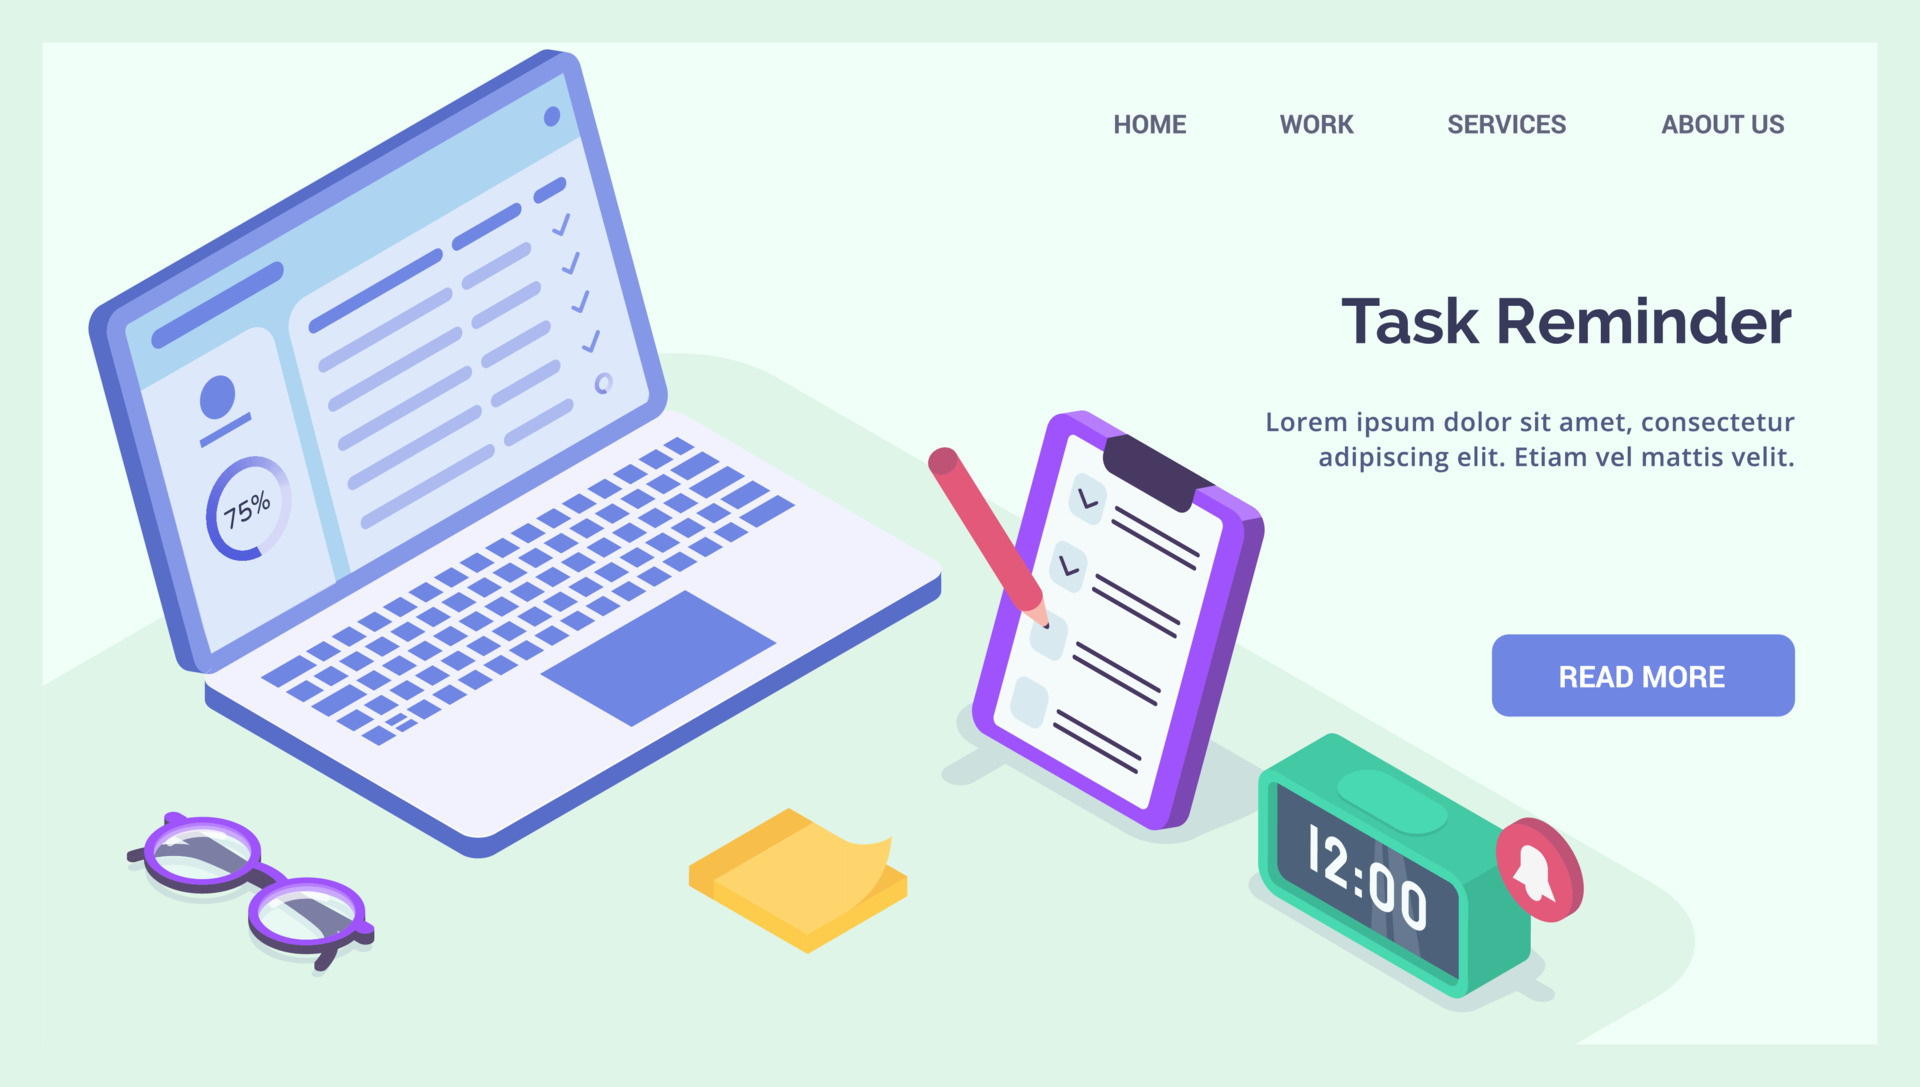 HOME WORK SERVICES ABOUT US
Task Reminder
Lorem ipsum dolor sit amet, consectetur
adipiscing elit. Etiam vel mattis velit.
READ MORE
75%
12:00